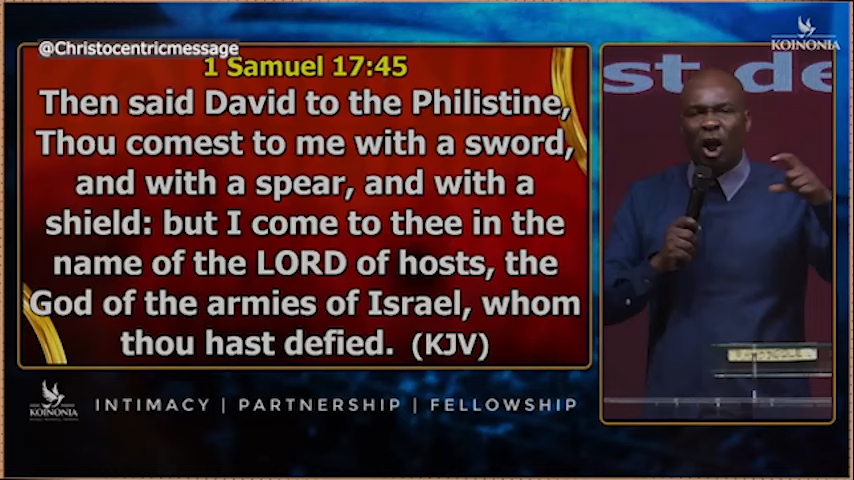 @Christocentricmessage
1 Samuel 17:45
Then said David to the Philistine,
Thou comest to me with a sword,
and with a spear, and with a
shield: but I come to thee in the
name of the LORD of hosts, the
God of the armies of Israel, whom
thou hast defied. (KJV)
KOINONIA
INTIMACY | PARTNERSHIP | FELLOWSHIP
KOINONIA
st de